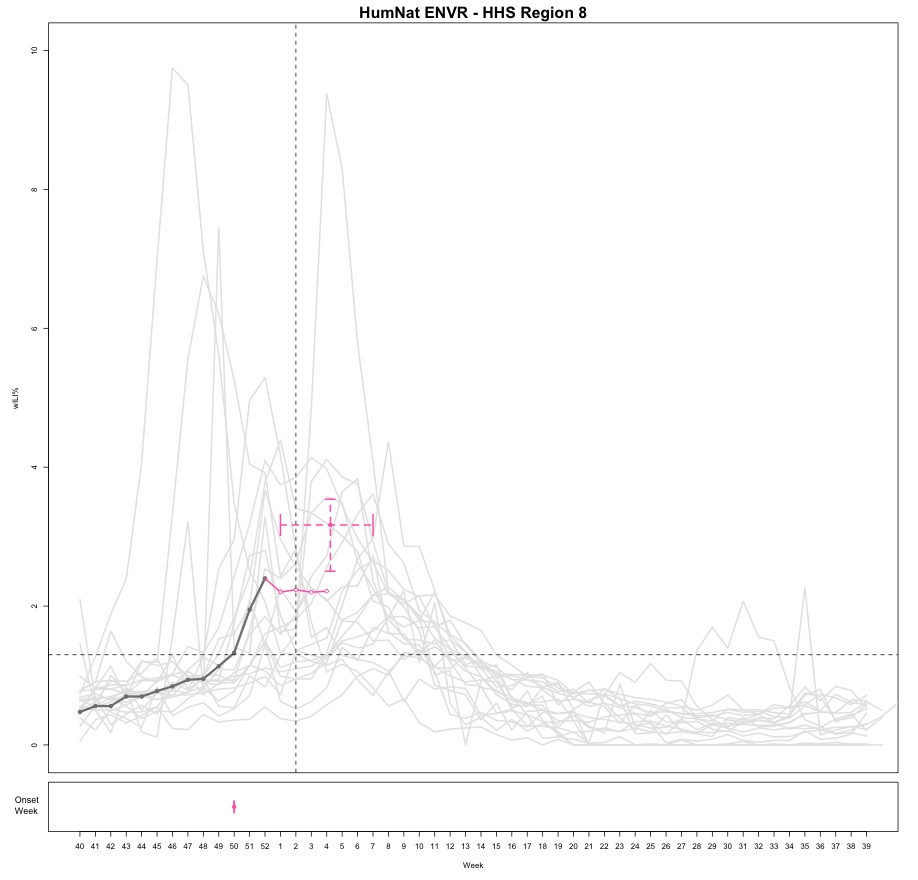 HumNat ENVR - HHS Region 8
10
8
6
4
2
0
wILI%
Onset
Week
40 41 42 43 44 45 46 47 48 49 50 51 52 1 2 3 4 5 6 7 8 9 10 11 12 13 14 15 16 17 18 19 20 21 22 23 24 25 26 27 28 29 30 31 32 33 34 35 36 37 38 39
Week